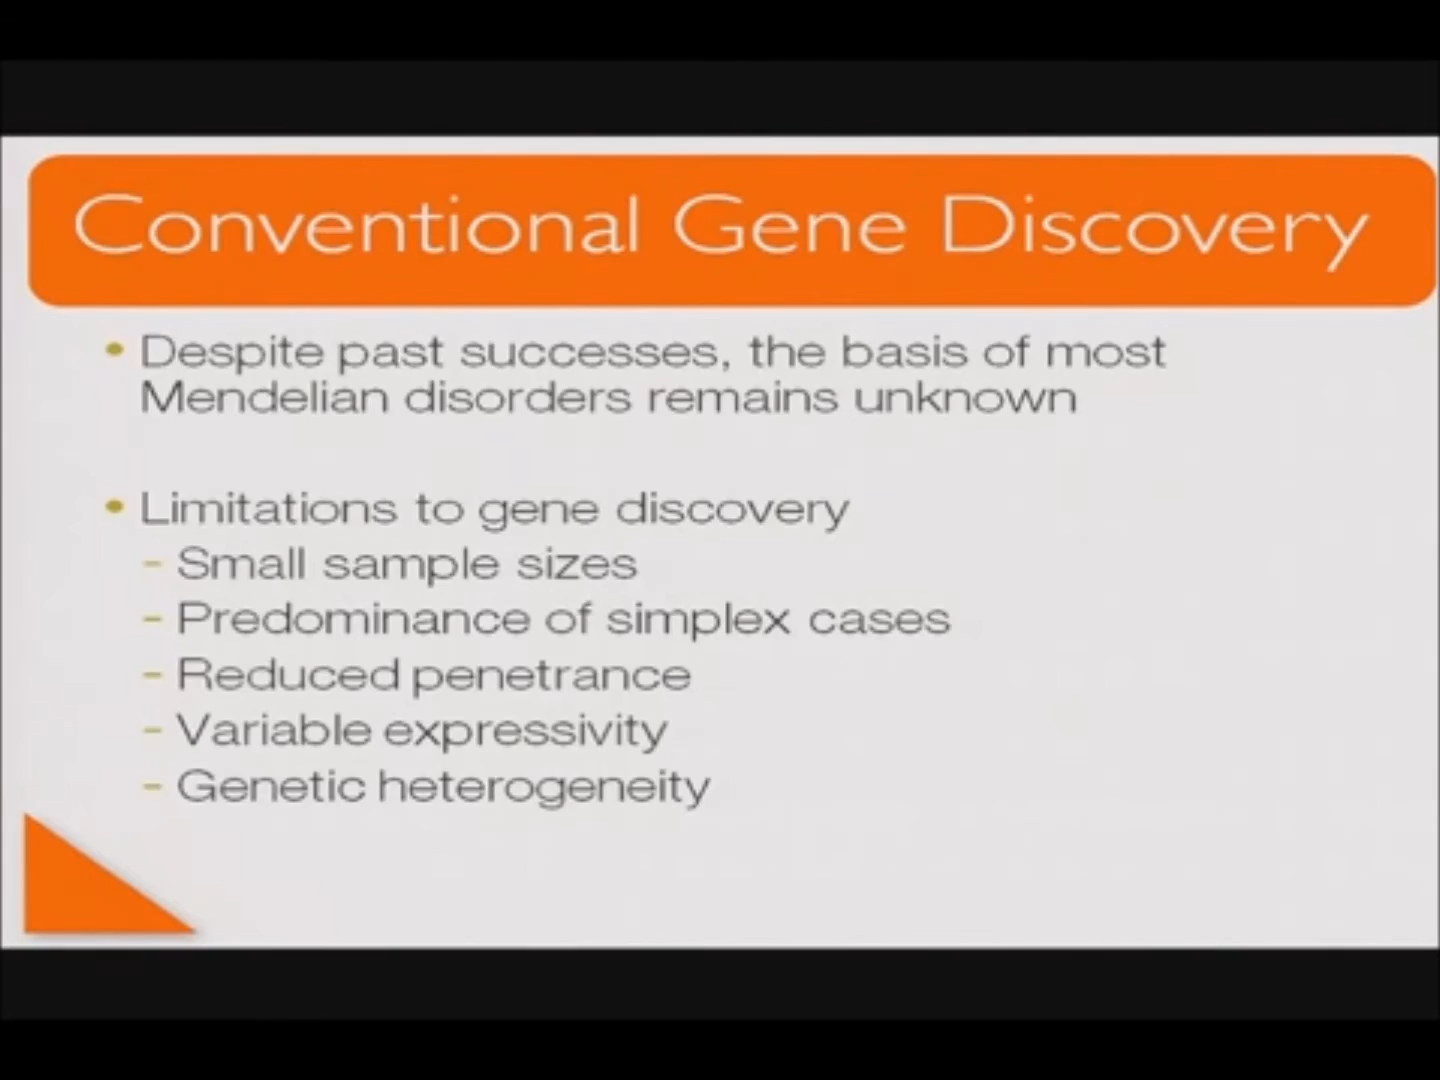 Conventional Gene Discovery
• Despite past successes, the basis of most
Mendelian disorders remains unknown
• Limitations to gene discovery
- Small sample sizes
- Predominance of simplex cases
- Reduced penetrance
- Variable expressivity
- Genetic heterogeneity